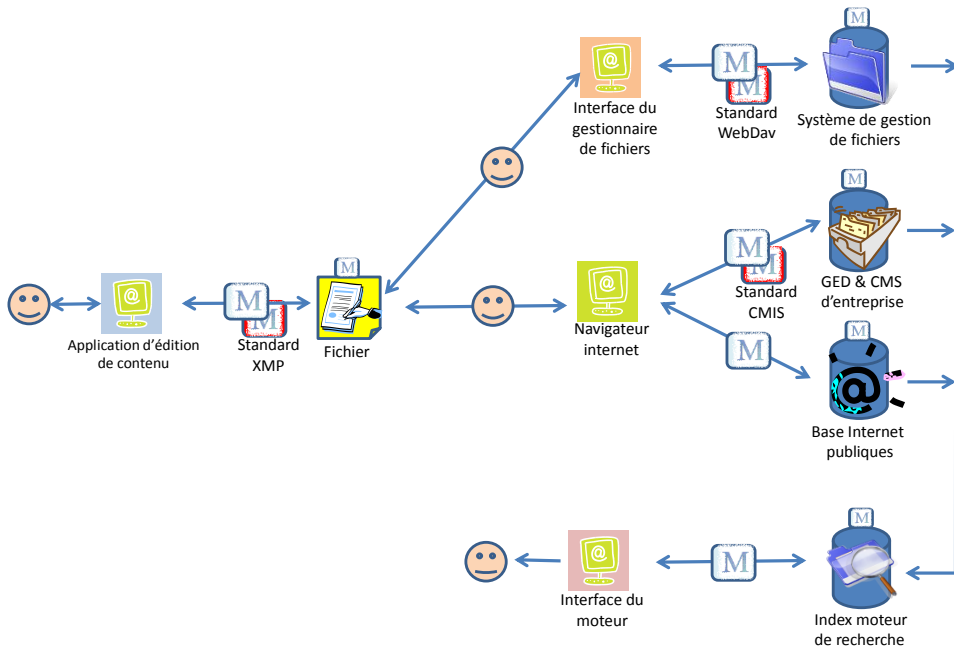 M
@
M
M
Interface du
gestionnaire
de fichiers
Standard
WebDav
Système de gestion
de fichiers
M
@
M
M
M
Application d'édition
de contenu
Standard
XMP
Fichier
@
Navigateur
internet
M
M
Standard
CMIS
M
GED & CMS
d'entreprise
M
@
Base Internet
publiques
@
Interface du
moteur
M
M
Index moteur
de recherche